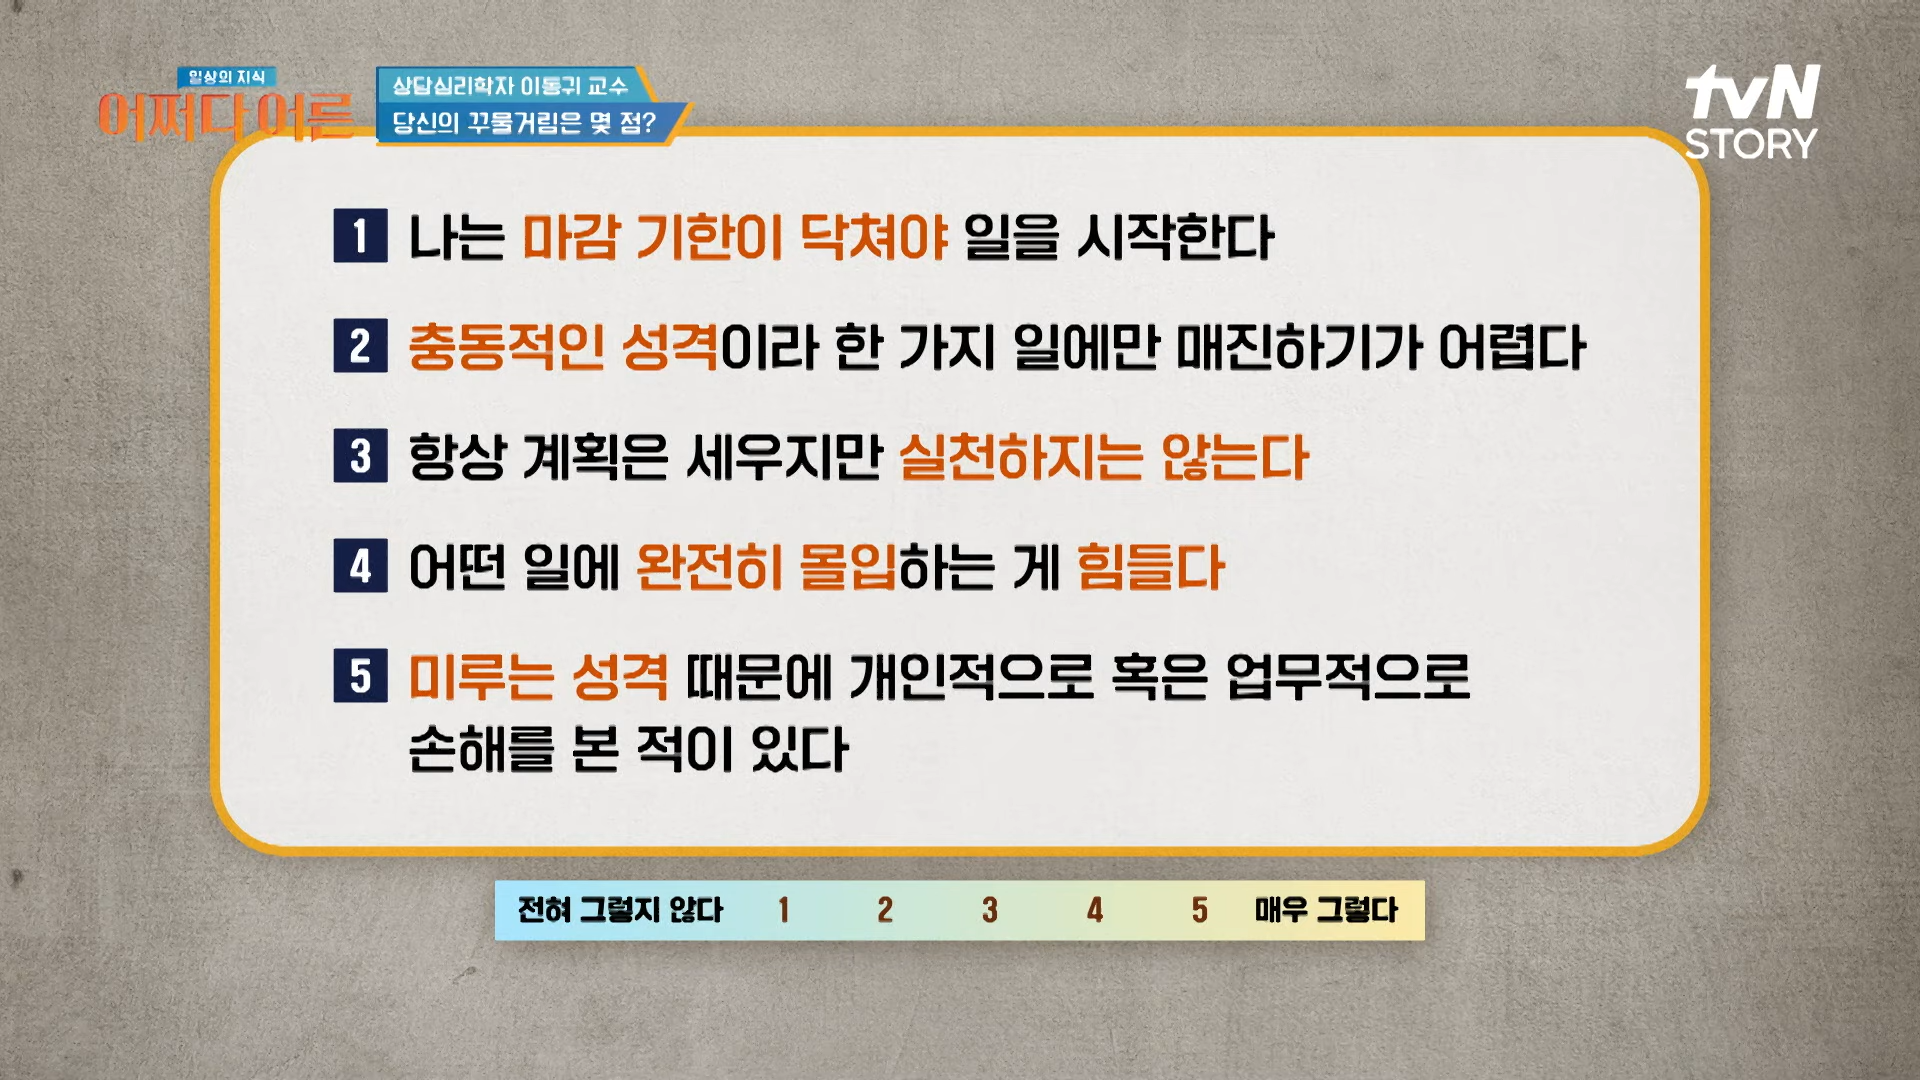 일상의 지식
어쩌다 어른
상담심리학자 이동귀 교수
당신의 꾸물거림은 몇 점?
tvN
STORY
1 나는 마감 기한이 닥쳐야 일을 시작한다
2 충동적인 성격이라 한 가지 일에만 매진하기가 어렵다
3 항상 계획은 세우지만 실천하지는 않는다
4 어떤 일에 완전히 몰입하는 게 힘들다
5 미루는 성격 때문에 개인적으로 혹은 업무적으로
손해를 본 적이 있다
전혀 그렇지 않다 1 2 3 4 5 매우 그렇다